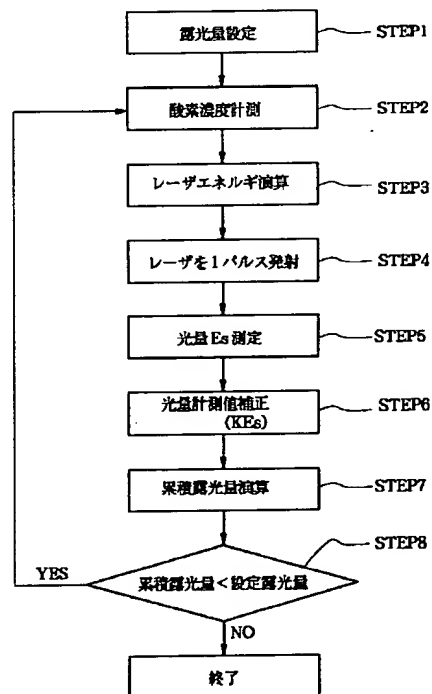 露光量設定
STEP1
酸素濃度計測
STEP2
レーザエネルギ演算
STEP3
レーザを1パルス発射
STEP4
光量Es測定
STEP5
光量計測値補正
(KEs)
STEP6
累積露光量演算
STEP7
STEP8
YES
累積露光量<設定露光量
NO
終了